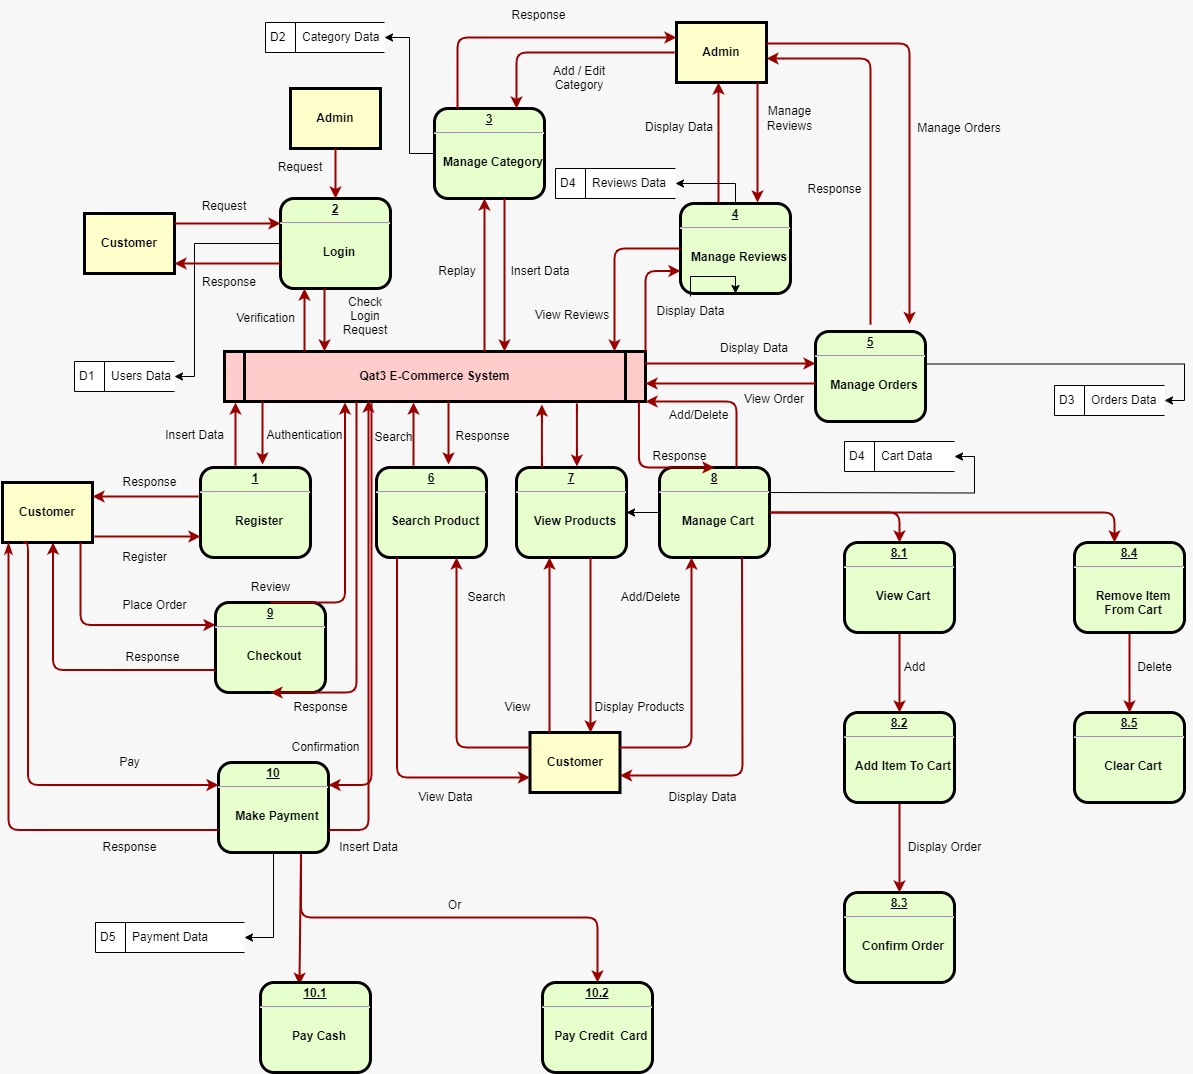 Response
D2 Category Data
Admin
Add / Edit
Category
Admin
3
Manage Category
Manage
Reviews
Display Data
Manage Orders
Request
D4 Reviews Data
Response
Request
2
Login
4
Manage Reviews
Customer
Response
Replay
Insert Data
Verification
Check
Login
Request
View Reviews
Display Data
D1 Users Data
Qat3 E-Commerce System
Display Data
5
Manage Orders
View Order
D3 Orders Data
Insert Data
Authentication
Search
Response
Add/Delete
Response
D4 Cart Data
Response
Customer
Register
1
Register
6
Search Product
7
View Products
8
Manage Cart
8.1
View Cart
8.4
Remove Item
From Cart
Review
Place Order
9
Checkout
Response
Response
Search
Add/Delete
View
Display Products
Add
Delete
Confirmation
Pay
10
Make Payment
Response
Insert Data
Customer
View Data
Display Data
8.2
Add Item To Cart
8.5
Clear Cart
Display Order
8.3
Confirm Order
Or
D5 Payment Data
10.1
Pay Cash
10.2
Pay Credit Card